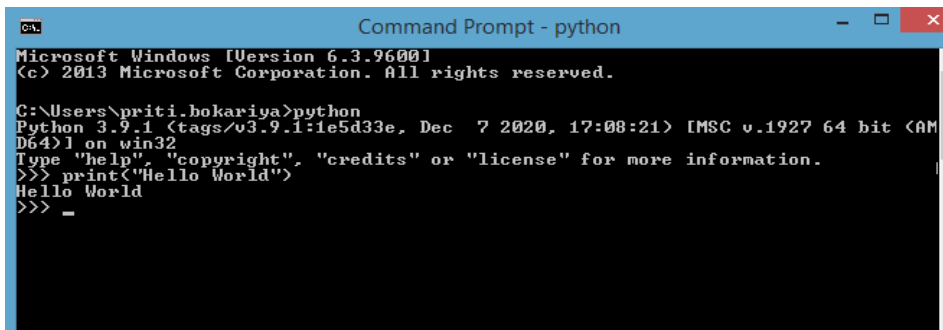 Command Prompt - python
Microsoft Windows [Version 6.3.9600]
(c) 2013 Microsoft Corporation. All rights reserved.
C:\Users\priti.bokariya>python
Python 3.9.1 (tags/v3.9.1:1e5d33e, Dec  7 2020, 17:08:21) [MSC v.1927 64 bit (AM
D64)] on win32
Type "help", "copyright", "credits" or "license" for more information.
>>> print("Hello World")
Hello World
>>> _